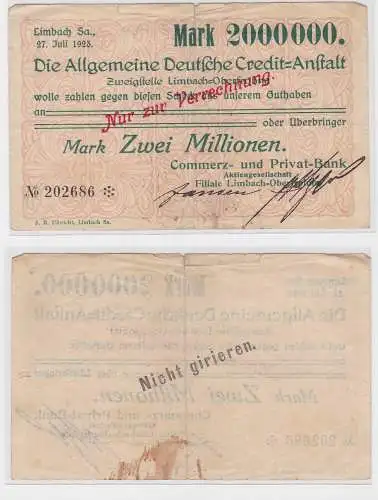 Limbach Sa.,
27. Juli 1923.
Mark 2000000.
Die Allgemeine Deutsche Credit=Anstalt
Zweigstelle Limbach-Oberfrohna
wolle zahlen gegen diesen Scheck aus unserem Guthaben
Nur zur Verrechnung.
an
oder Überbringer
Mark Zwei Millionen.
Commerz- und Privat-Bank
Aktiengesellschaft
Filiale Limbach-Oberfrohna
№ 202686 ❉
Limbach Sa.
Nicht girieren.